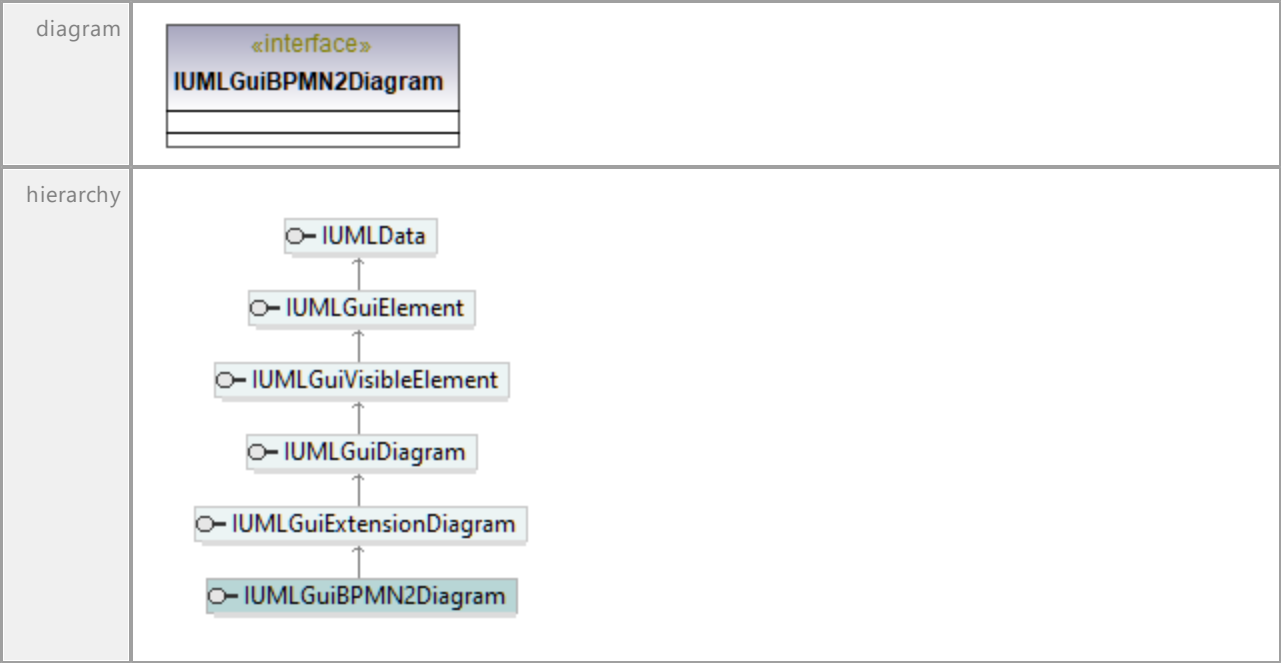 diagram
«interface»
IUMLGuiBPMN2Diagram
hierarchy
IUMLData
IUMLGuiElement
IUMLGuiVisibleElement
IUMLGuiDiagram
IUMLGuiExtensionDiagram
IUMLGuiBPMN2Diagram